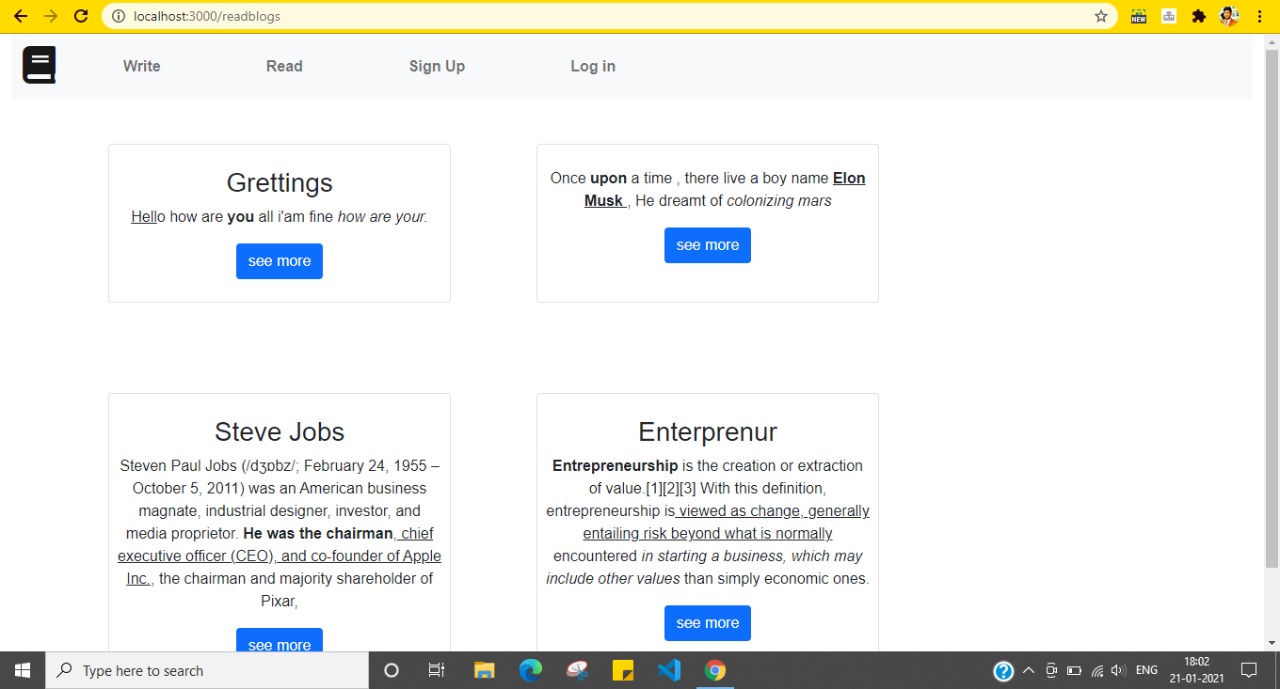 localhost:3000/readblogs
NEW
Write Read Sign Up Log in
Grettings
Hello how are you all i'am fine how are your.
see more
Once upon a time , there live a boy name Elon
Musk , He dreamt of colonizing mars
see more
Steve Jobs
Steven Paul Jobs (/dʒɒbz/; February 24, 1955 –
October 5, 2011) was an American business
magnate, industrial designer, investor, and
media proprietor. He was the chairman, chief
executive officer (CEO), and co-founder of Apple
Inc., the chairman and majority shareholder of
Pixar,
see more
Enterprenur
Entrepreneurship is the creation or extraction
of value.[1][2][3] With this definition,
entrepreneurship is viewed as change, generally
entailing risk beyond what is normally
encountered in starting a business, which may
include other values than simply economic ones.
see more
Type here to search
ENG
18:02
21-01-2021